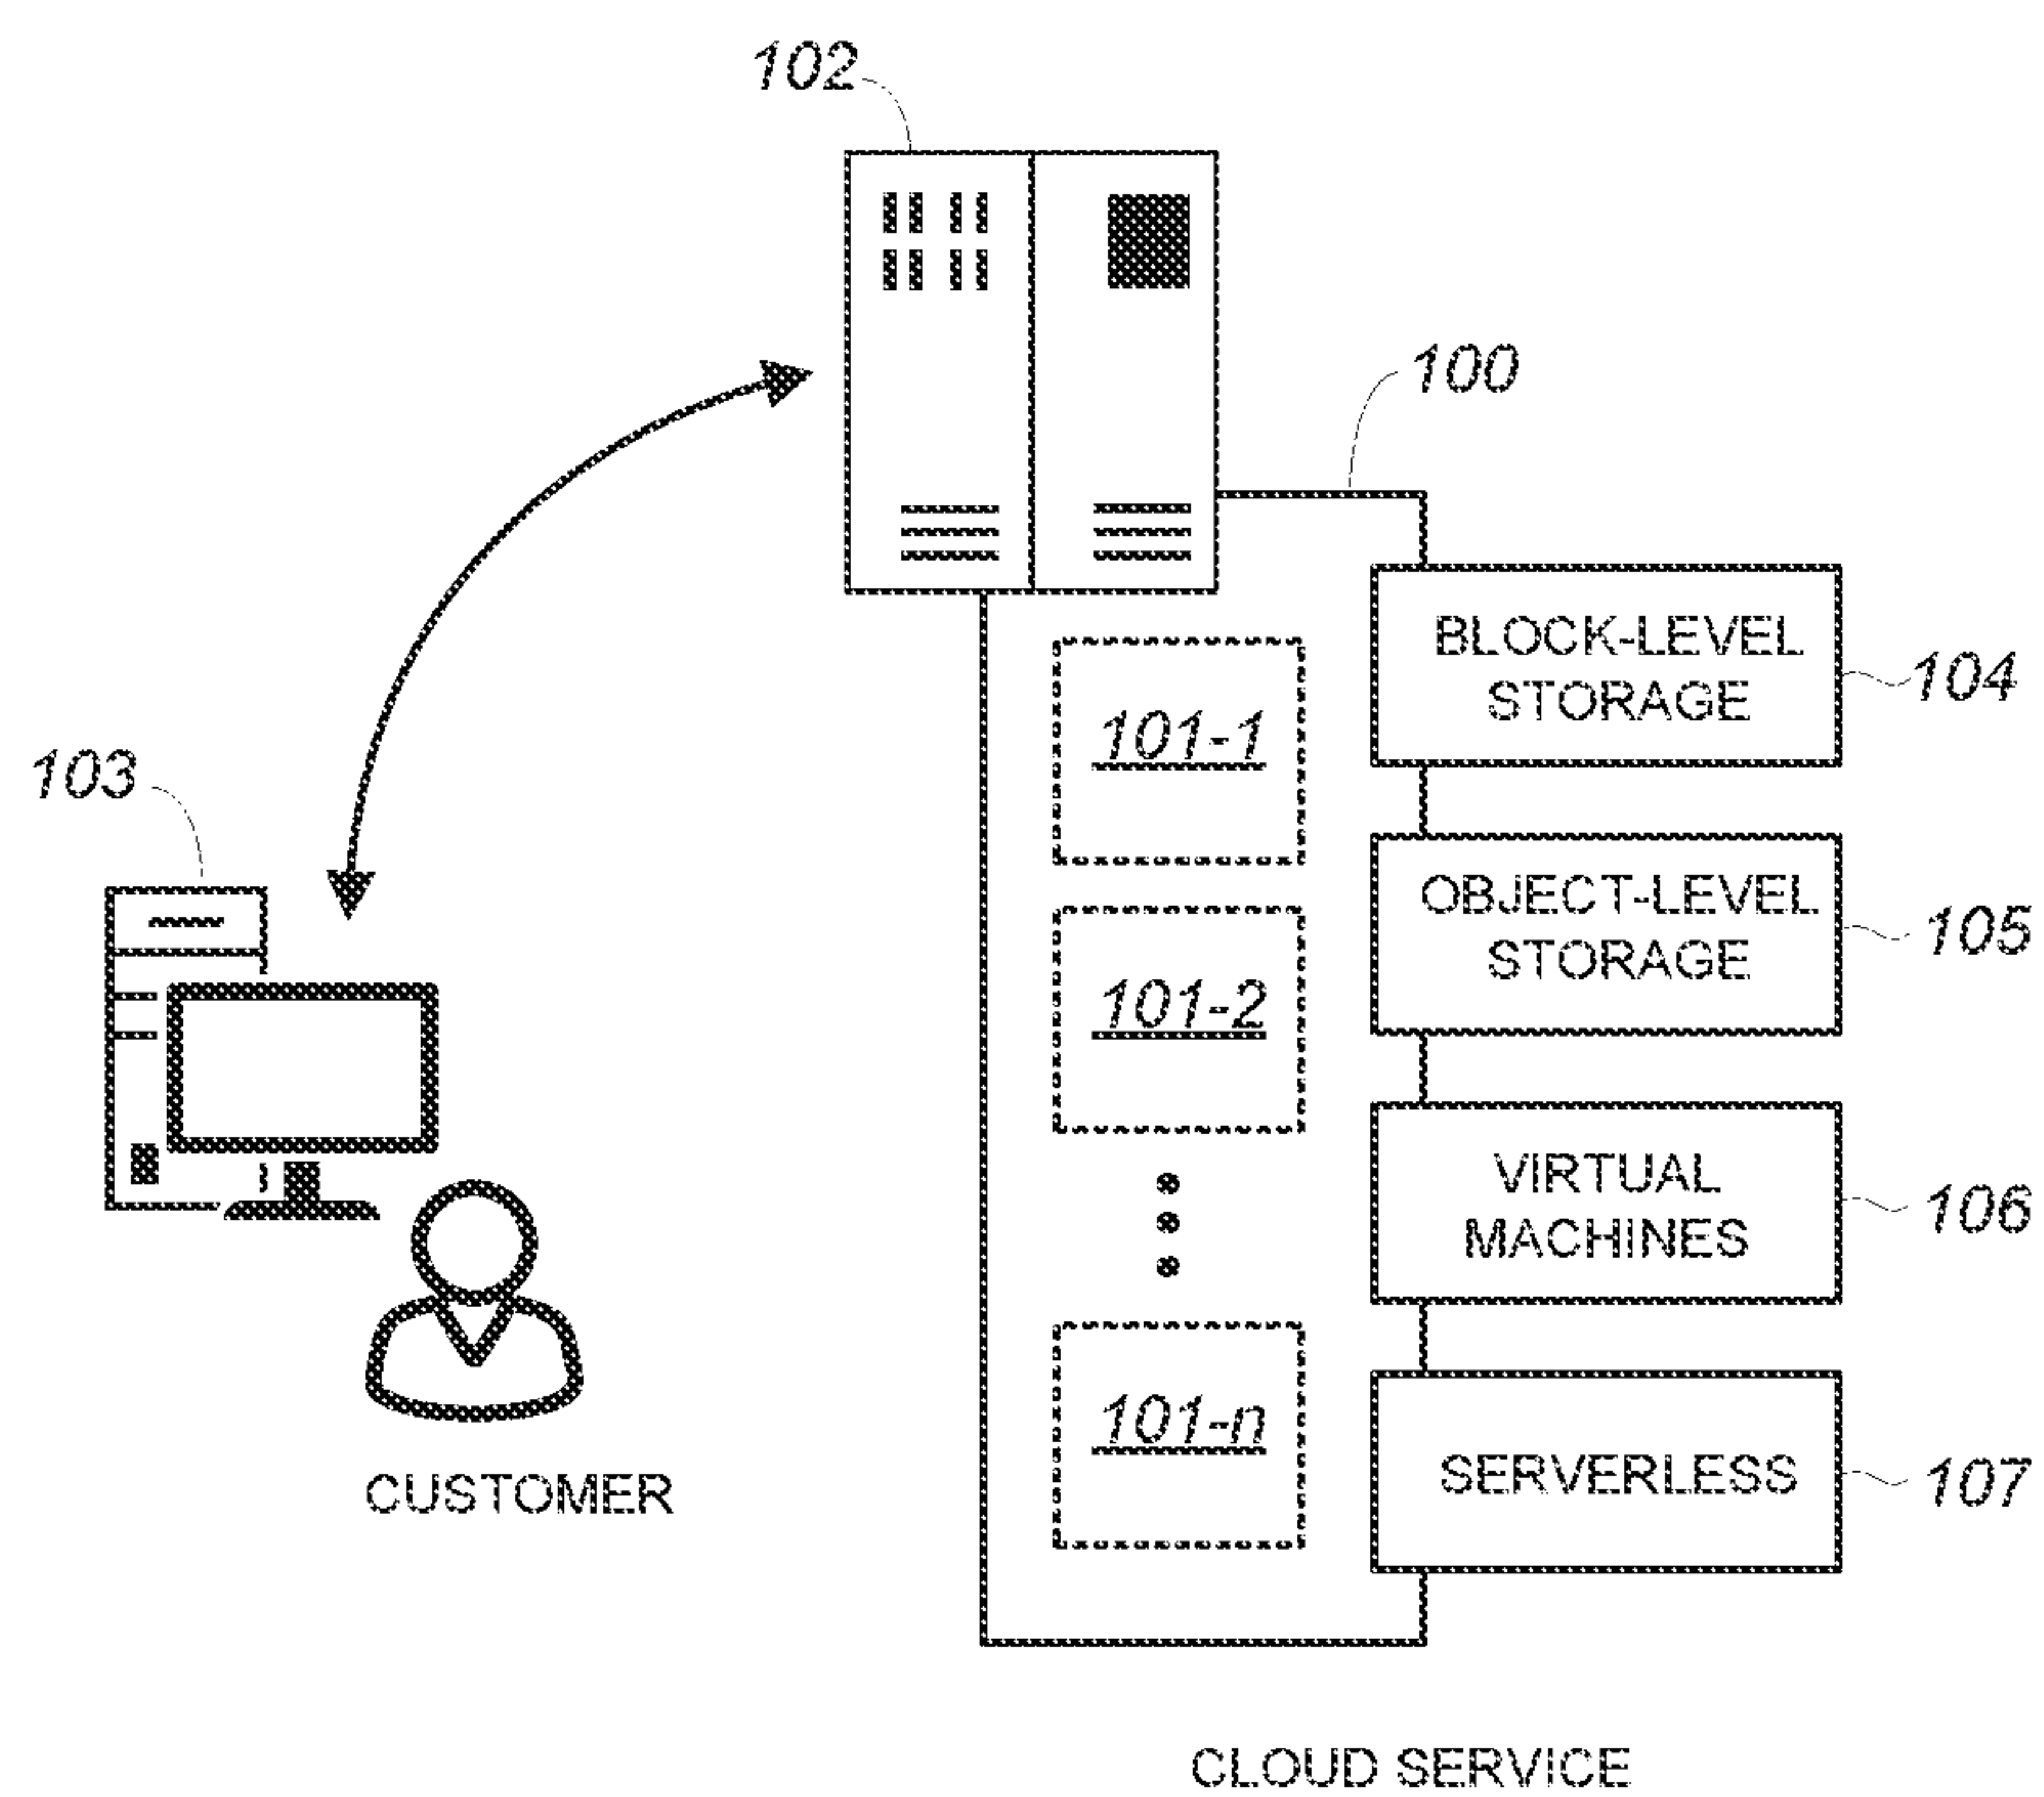 102
100
BLOCK-LEVEL
STORAGE
104
101-1
103
OBJECT-LEVEL
STORAGE
105
101-2
VIRTUAL
MACHINES
106
101-n
SERVERLESS
107
CUSTOMER
CLOUD SERVICE